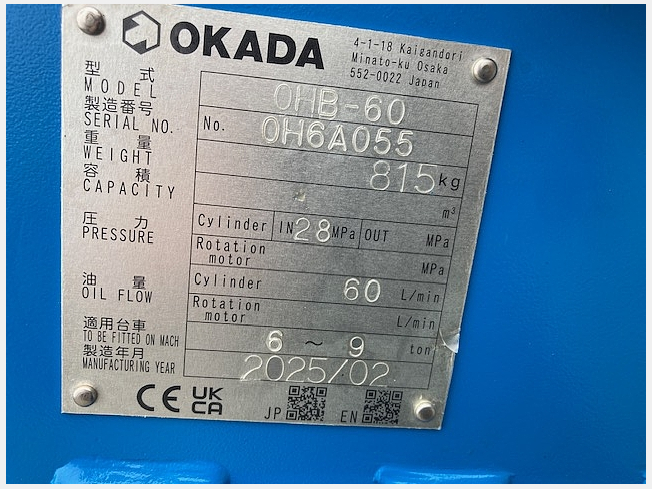 OKADA
4-1-18 Kaigandori
Minato-ku Osaka
552-0022 Japan
型 式
MODEL OHB-60
製造番号
SERIAL NO. No. OH6A055
重 量
WEIGHT 815kg
容 積
CAPACITY m³
圧 力
PRESSURE
Cylinder IN 28 MPa OUT MPa
Rotation motor MPa
油 量
OIL FLOW
Cylinder 60 L/min
Rotation motor L/min
適用台車
TO BE FITTED ON MACH 6 ~ 9 ton
製造年月
MANUFACTURING YEAR 2025/02
CE UK CA JP EN